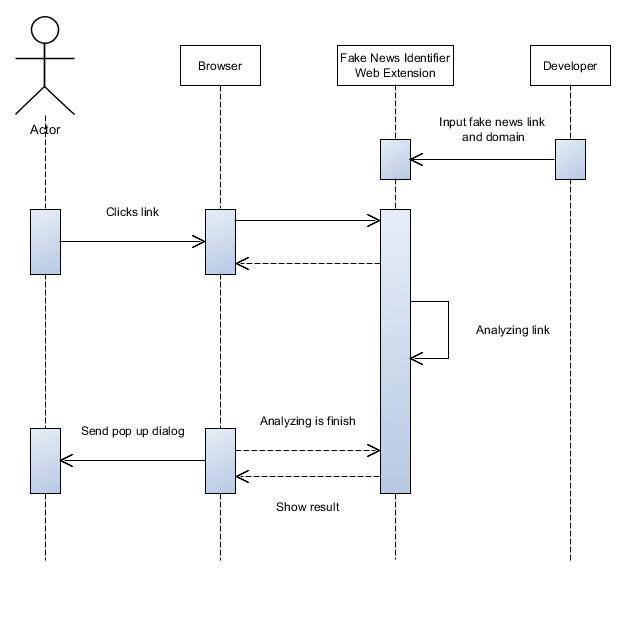 Fake News Identifier
Web Extension
Browser
Developer
Actor
Input fake news link
and domain
Clicks link
Analyzing link
Analyzing is finish
Send pop up dialog
Show result